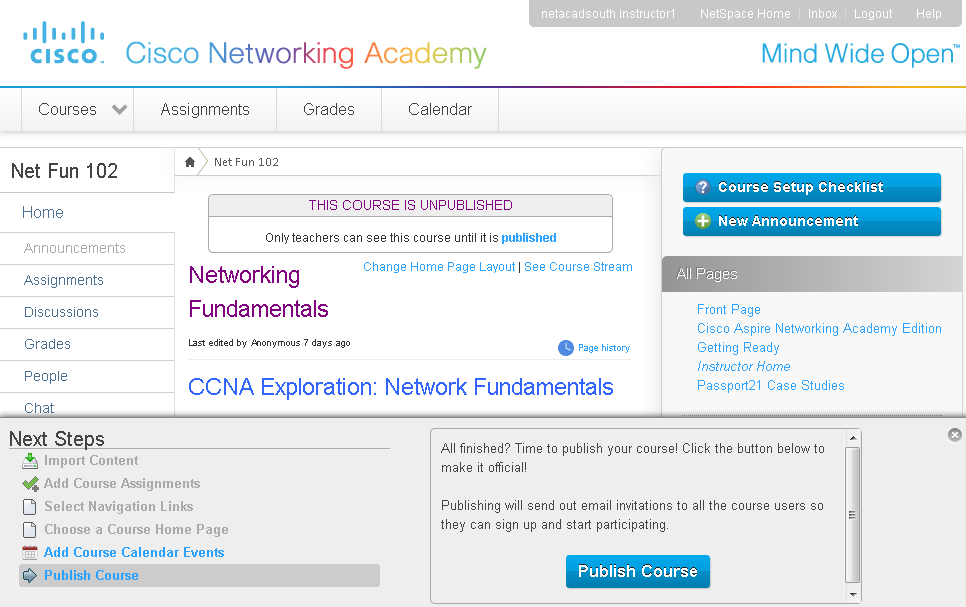 netacadsouth instructor1 NetSpace Home Inbox Logout Help
CISCO. Cisco Networking Academy
Mind Wide Open™
Courses Assignments Grades Calendar
Net Fun 102
Home
Announcements
Assignments
Discussions
Grades
People
Chat
Net Fun 102
THIS COURSE IS UNPUBLISHED
Only teachers can see this course until it is published
Change Home Page Layout | See Course Stream
Networking
Fundamentals
Last edited by Anonymous 7 days ago
Page history
CCNA Exploration: Network Fundamentals
Course Setup Checklist
New Announcement
All Pages
Front Page
Cisco Aspire Networking Academy Edition
Getting Ready
Instructor Home
Passport21 Case Studies
Next Steps
Import Content
Add Course Assignments
Select Navigation Links
Choose a Course Home Page
Add Course Calendar Events
Publish Course
All finished? Time to publish your course! Click the button below to
make it official!
Publishing will send out email invitations to all the course users so
they can sign up and start participating.
Publish Course